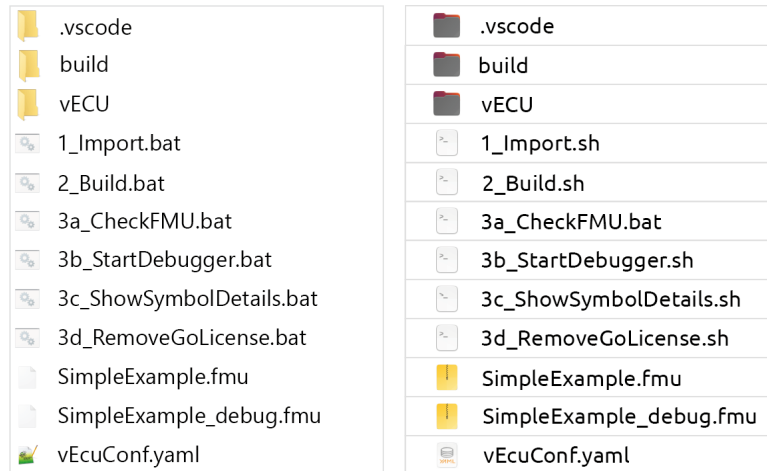 .vscode
build
vECU
1_Import.bat
2_Build.bat
3a_CheckFMU.bat
3b_StartDebugger.bat
3c_ShowSymbolDetails.bat
3d_RemoveGoLicense.bat
SimpleExample.fmu
SimpleExample_debug.fmu
vEcuConf.yaml
.vscode
build
vECU
1_Import.sh
2_Build.sh
3a_CheckFMU.bat
3b_StartDebugger.sh
3c_ShowSymbolDetails.sh
3d_RemoveGoLicense.sh
SimpleExample.fmu
SimpleExample_debug.fmu
vEcuConf.yaml